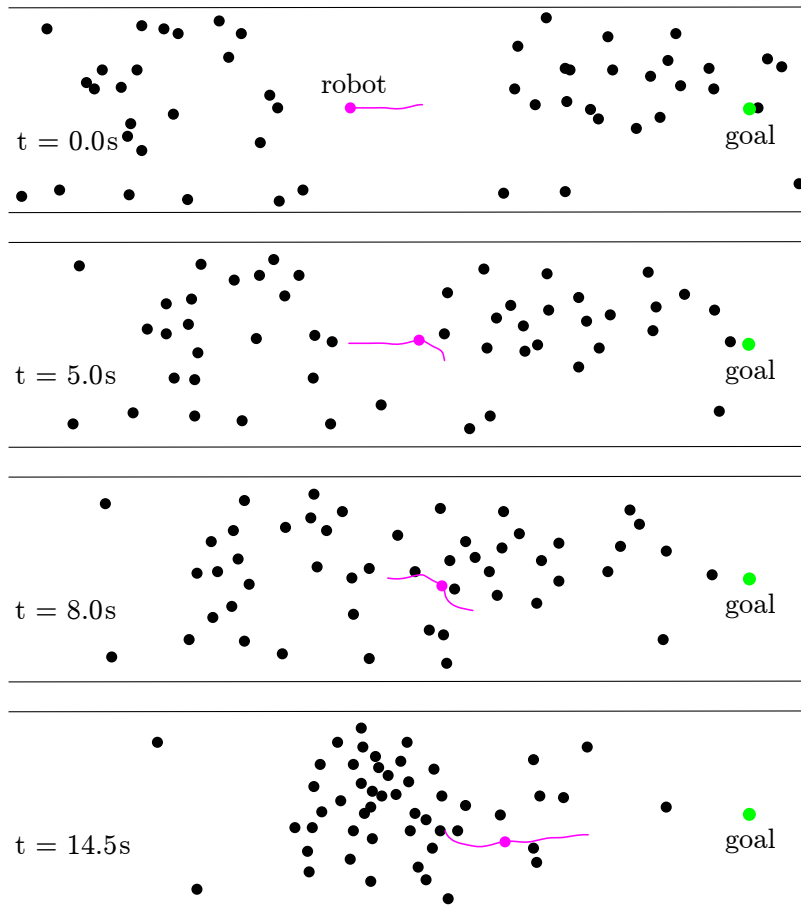 robot
t = 0.0s
goal
t = 5.0s
goal
t = 8.0s
goal
t = 14.5s
goal